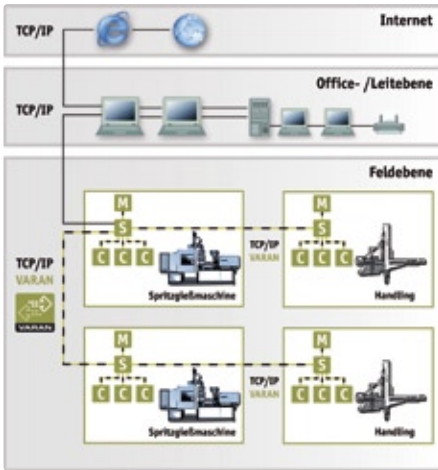 Internet
TCP/IP
Office- /Leitebene
TCP/IP
Feldebene
M
S
C C C
Spritzgießmaschine
TCP/IP
VARAN
M
S
C C C
Handling
TCP/IP
VARAN
VARAN
M
S
C C C
Spritzgießmaschine
TCP/IP
VARAN
M
S
C C C
Handling